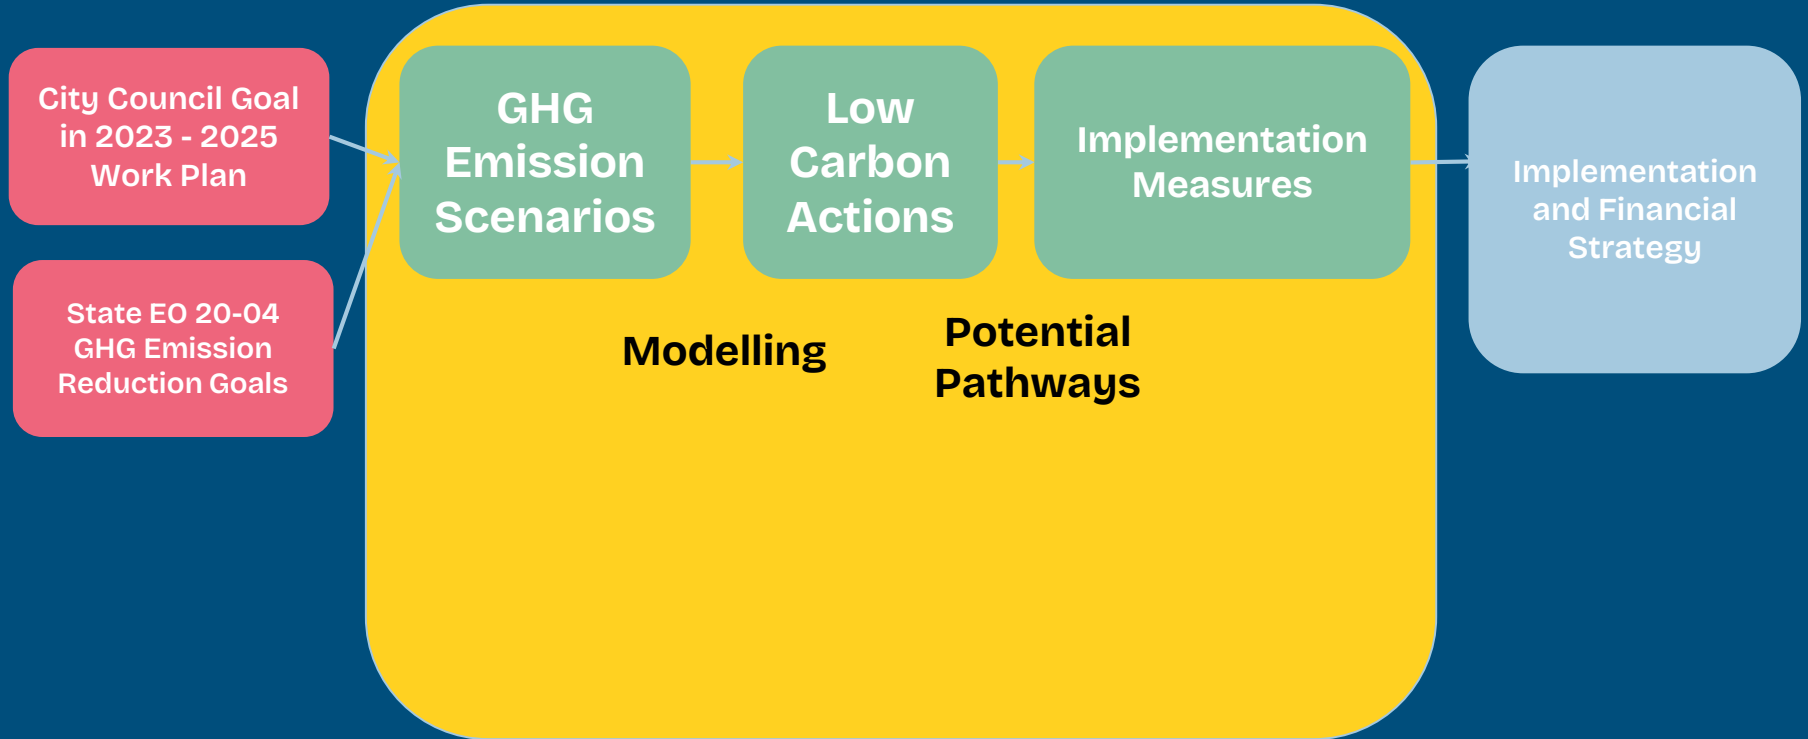 City Council Goal
in 2023 - 2025
Work Plan
State EO 20-04
GHG Emission
Reduction Goals
GHG
Emission
Scenarios
Low
Carbon
Actions
Implementation
Measures
Modelling
Potential
Pathways
Implementation
and Financial
Strategy